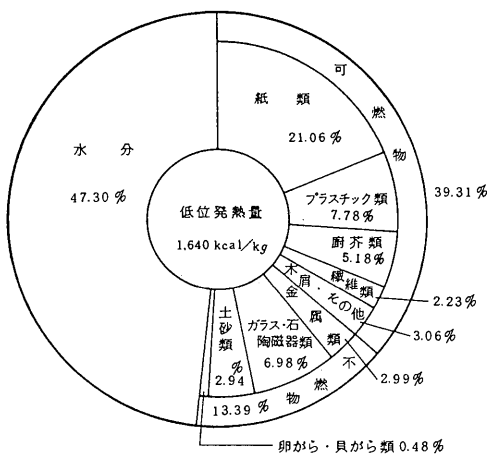 可燃物
39.31%
紙類
21.06%
プラスチック類
7.78%
厨芥類
5.18%
繊維類
2.23%
木屑・その他
3.06%
金属類
2.99%
不燃物
13.39%
ガラス・石
陶磁器類
6.98%
土砂類
2.94%
卵がら・貝がら類 0.48%
水分
47.30%
低位発熱量
1,640 kcal/kg